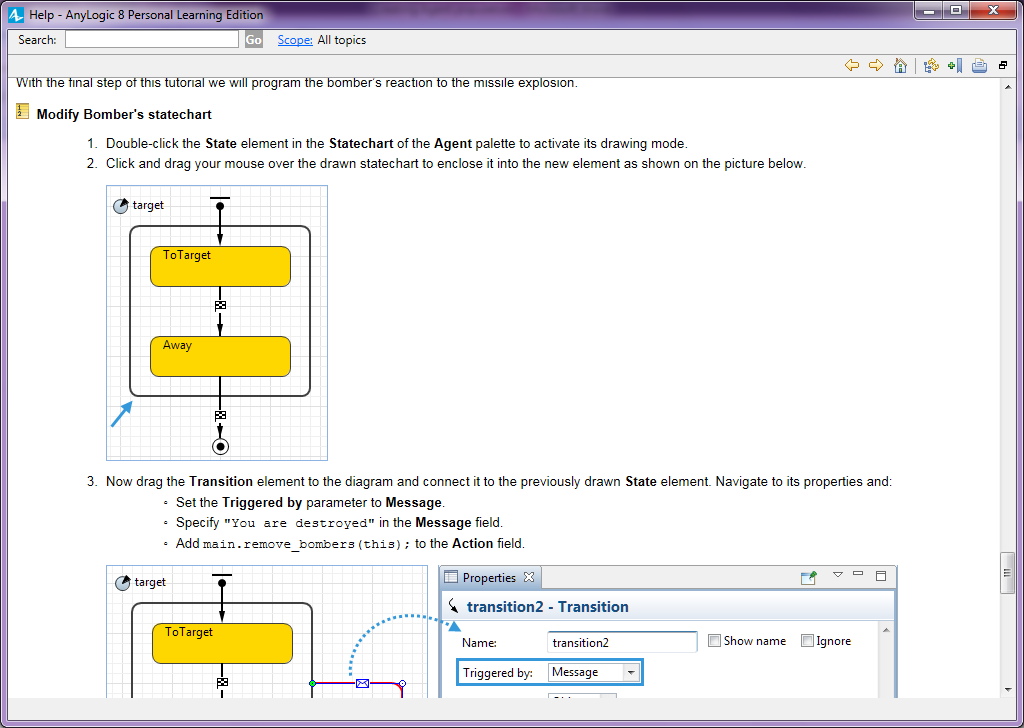 Help - AnyLogic 8 Personal Learning Edition
Search: Go Scope: All topics
With the final step of this tutorial we will program the bomber's reaction to the missile explosion.
Modify Bomber's statechart
1. Double-click the State element in the Statechart of the Agent palette to activate its drawing mode.
2. Click and drag your mouse over the drawn statechart to enclose it into the new element as shown on the picture below.
target
ToTarget
Away
3. Now drag the Transition element to the diagram and connect it to the previously drawn State element. Navigate to its properties and:
◦ Set the Triggered by parameter to Message.
◦ Specify "You are destroyed" in the Message field.
◦ Add main.remove_bombers(this); to the Action field.
target
ToTarget
Properties
transition2 - Transition
Name: transition2 Show name Ignore
Triggered by: Message